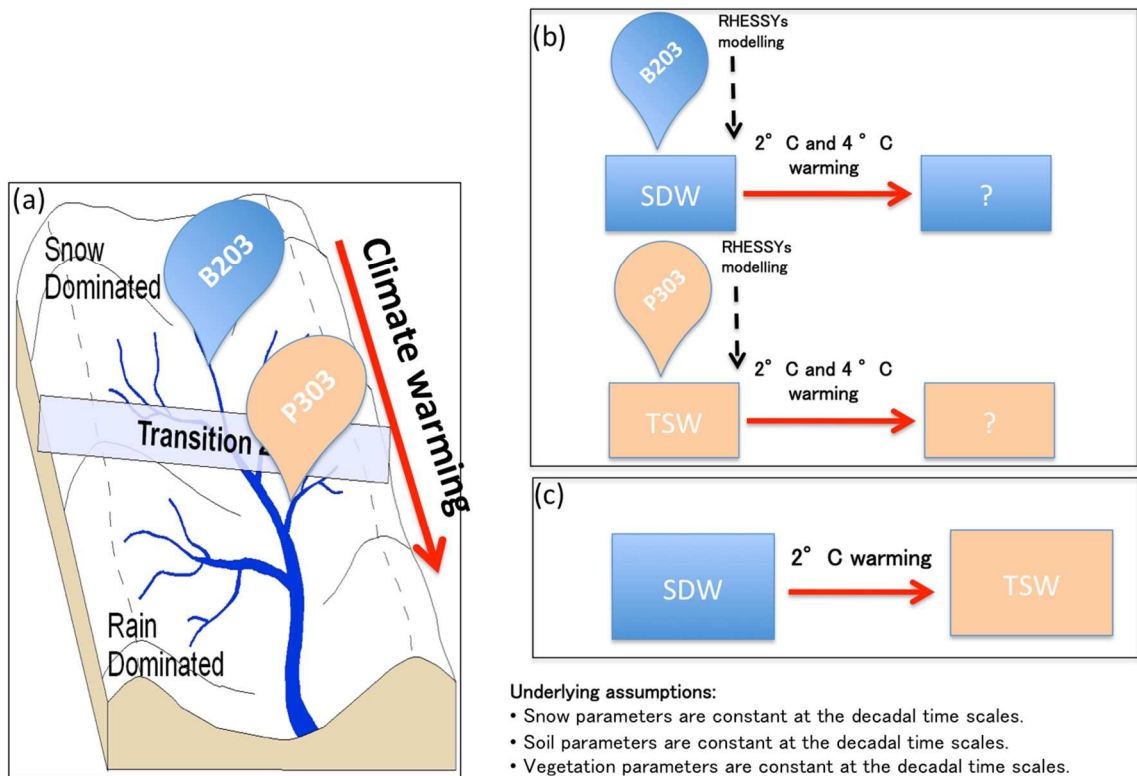 (a)
Snow
Dominated
B203
P303
Transition
Climate warming
Rain
Dominated
(b)
B203
RHESSYs
modelling
2° C and 4 ° C
warming
SDW
?
P303
RHESSYs
modelling
2° C and 4 ° C
warming
TSW
?
(c)
SDW
2° C warming
TSW
Underlying assumptions:
• Snow parameters are constant at the decadal time scales.
• Soil parameters are constant at the decadal time scales.
• Vegetation parameters are constant at the decadal time scales.